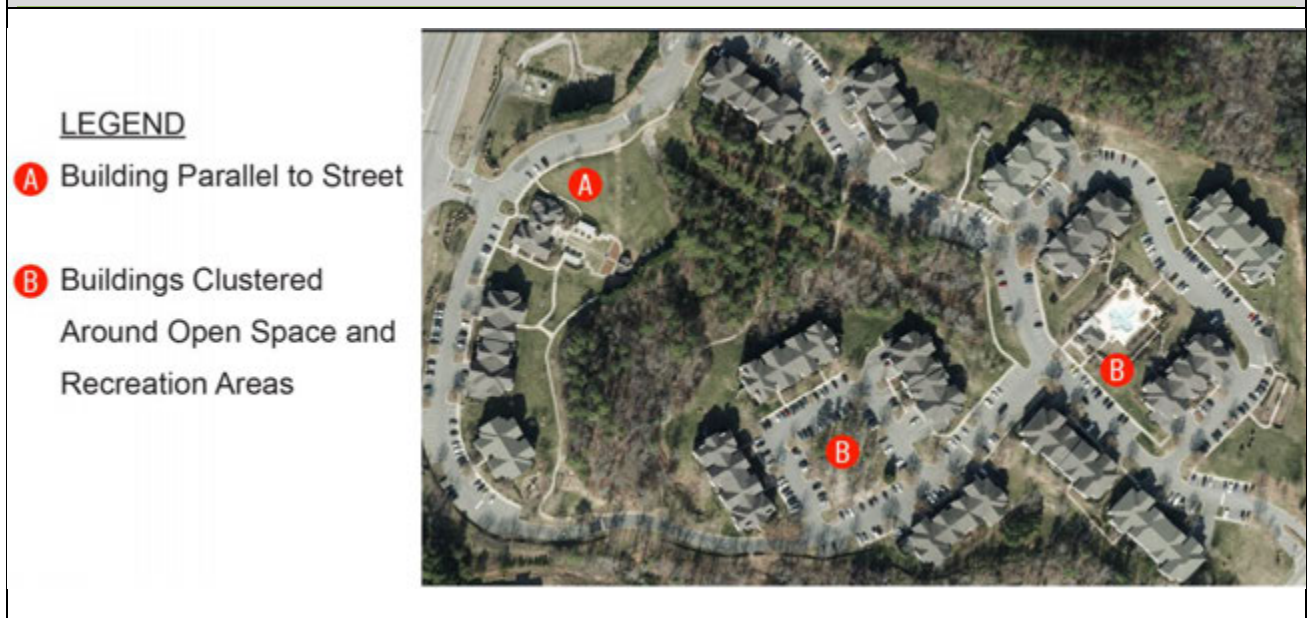 LEGEND
A Building Parallel to Street
B Buildings Clustered
Around Open Space and
Recreation Areas
A
B
B